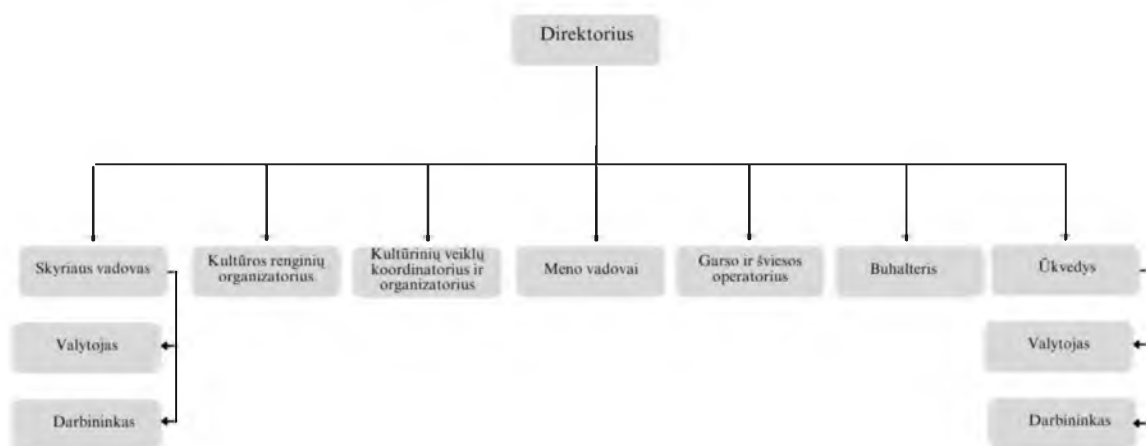 Direktorius
Skyriaus vadovas
Kultūros renginių
organizatorius
Kultūrinių veiklų
koordinatorius ir
organizatorius
Meno vadovai
Garso ir šviesos
operatorius
Buhalteris
Ūkvedys
Valytojas
Valytojas
Darbininkas
Darbininkas